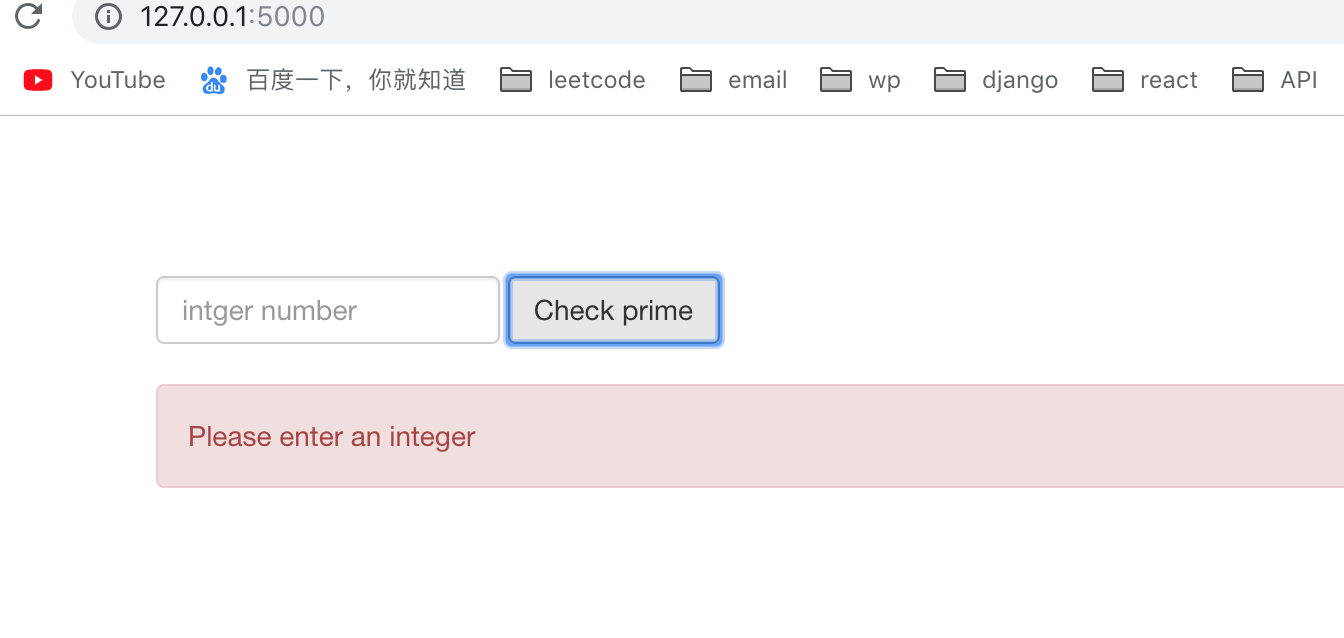 127.0.0.1:5000
YouTube du 百度一下，你就知道 leetcode email wp django react API
intger number Check prime
Please enter an integer